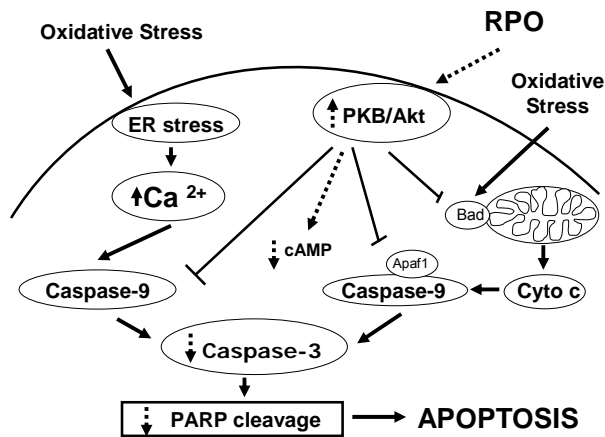 RPO
Oxidative Stress
Oxidative
Stress
ER stress
PKB/Akt
Ca 2+
Bad
cAMP
Apaf1
Caspase-9
Caspase-9
Cyto c
Caspase-3
PARP cleavage
APOPTOSIS